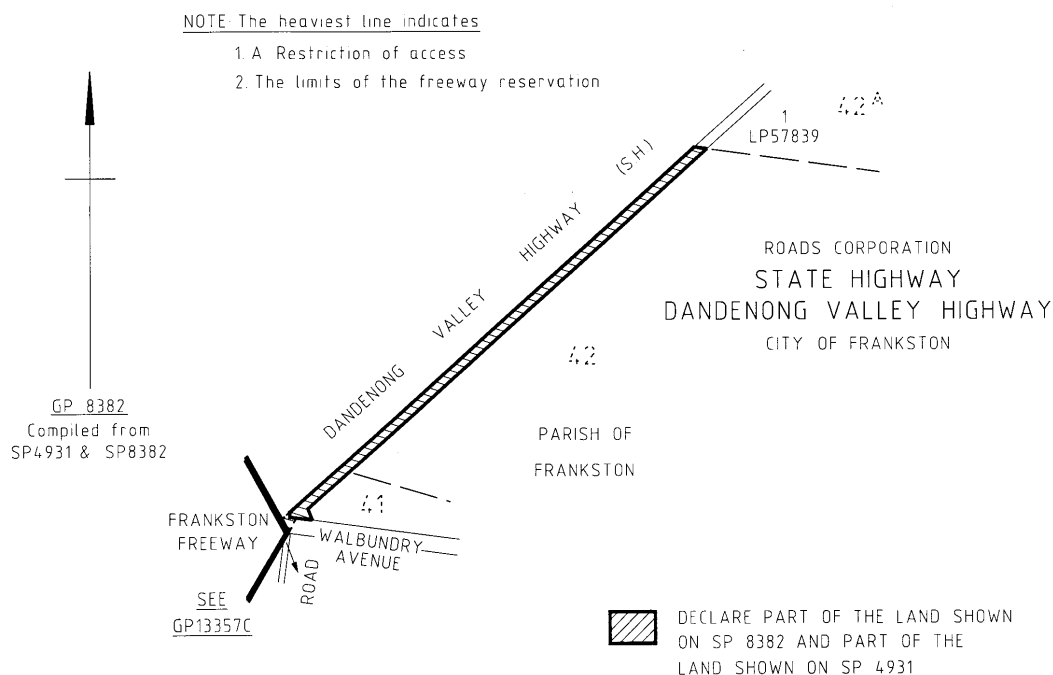 NOTE: The heaviest line indicates
1. A Restriction of access
2. The limits of the freeway reservation
42A
1
LP57839
DANDENONG VALLEY HIGHWAY (S.H.)
ROADS CORPORATION
STATE HIGHWAY
DANDENONG VALLEY HIGHWAY
CITY OF FRANKSTON
42
GP 8382
Compiled from
SP4931 & SP8382
PARISH OF
FRANKSTON
41
FRANKSTON
FREEWAY
WALBUNDRY
AVENUE
ROAD
SEE
GP13357C
DECLARE PART OF THE LAND SHOWN
ON SP 8382 AND PART OF THE
LAND SHOWN ON SP 4931